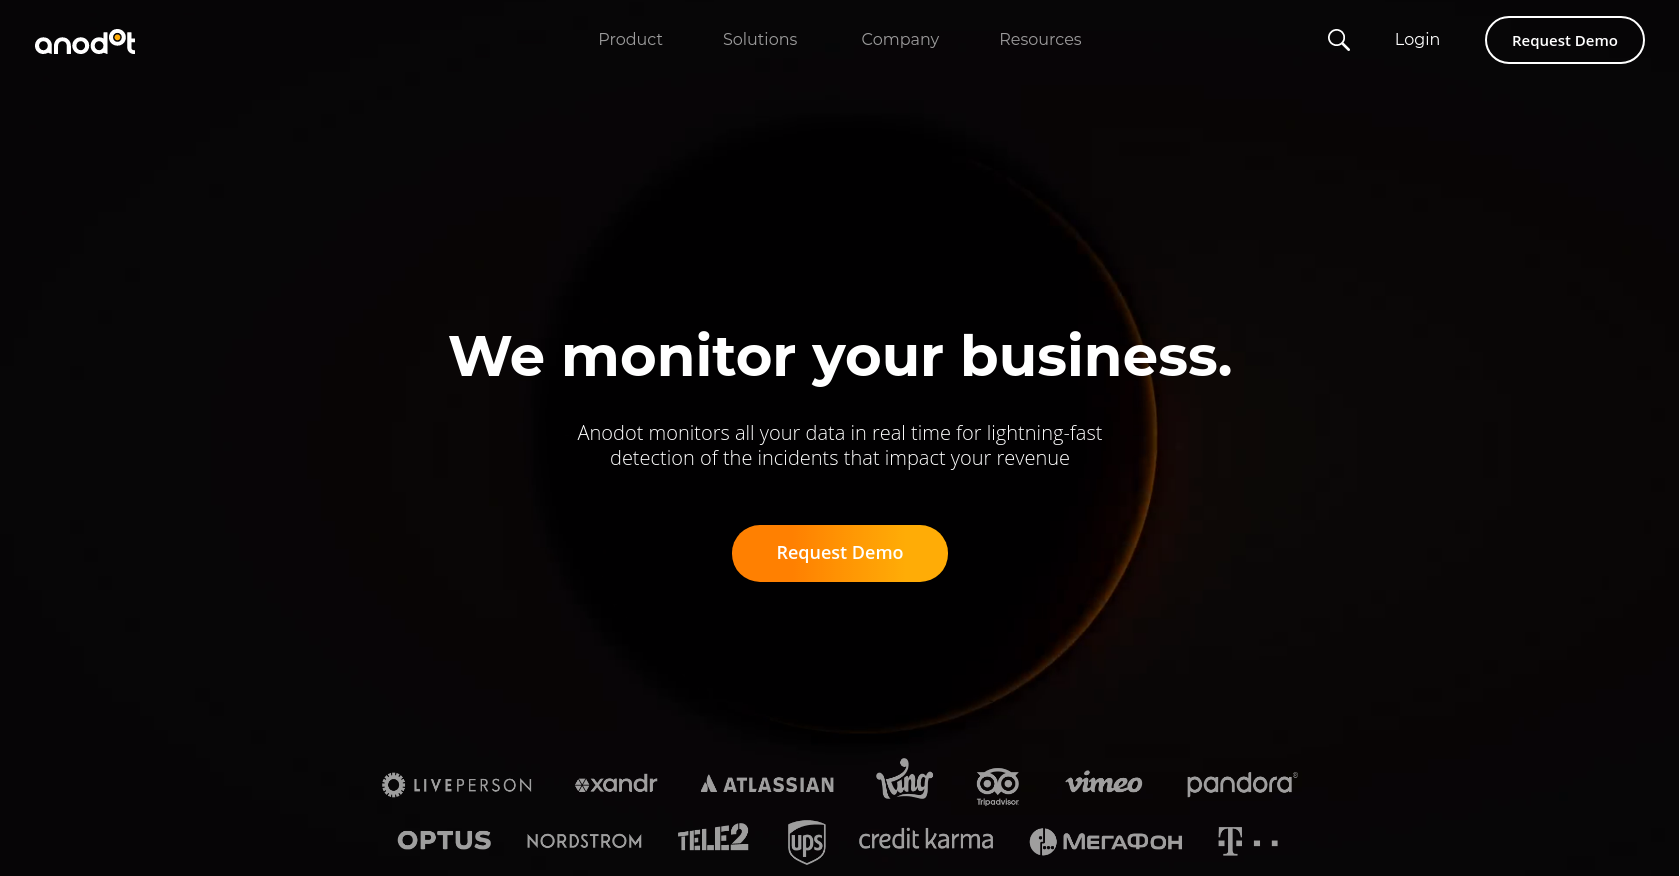 anodot
Product Solutions Company Resources Login Request Demo
We monitor your business.
Anodot monitors all your data in real time for lightning-fast
detection of the incidents that impact your revenue
Request Demo
LIVEPERSON xandr ATLASSIAN King Tripadvisor vimeo pandora®
OPTUS NORDSTROM TELE2 ups credit karma МЕГАФОН T